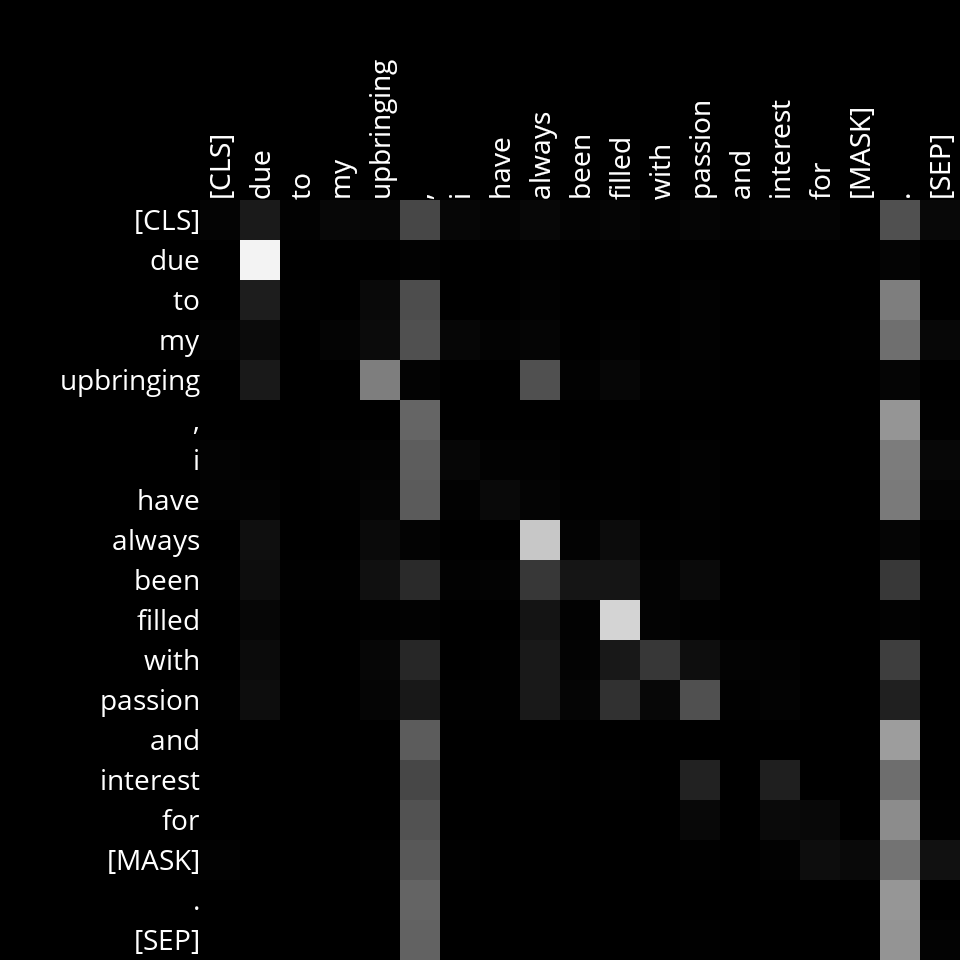 [CLS] due to my upbringing , i have always been filled with passion and interest for [MASK] . [SEP]
[CLS]
due
to
my
upbringing
,
i
have
always
been
filled
with
passion
and
interest
for
[MASK]
.
[SEP]